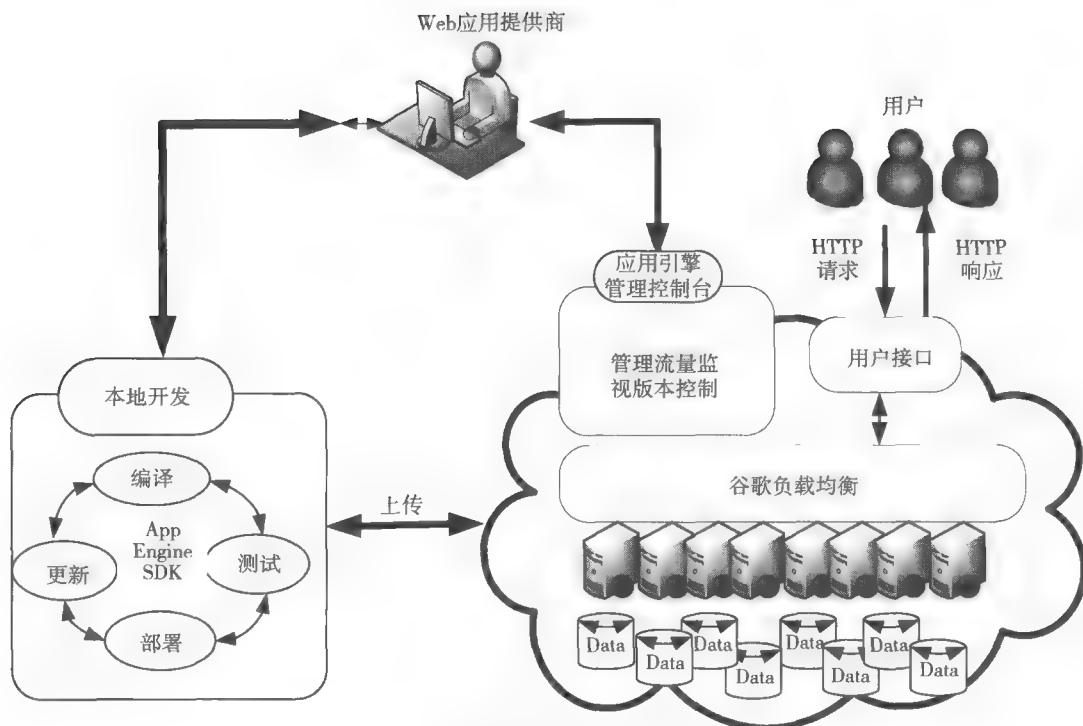 Web应用提供商
用户
HTTP
请求
HTTP
响应
应用引擎
管理控制台
管理流量监
视版本控制
用户接口
本地开发
编译
App
Engine
SDK
更新
测试
部署
上传
谷歌负载均衡
Data
Data
Data
Data
Data
Data
Data
Data